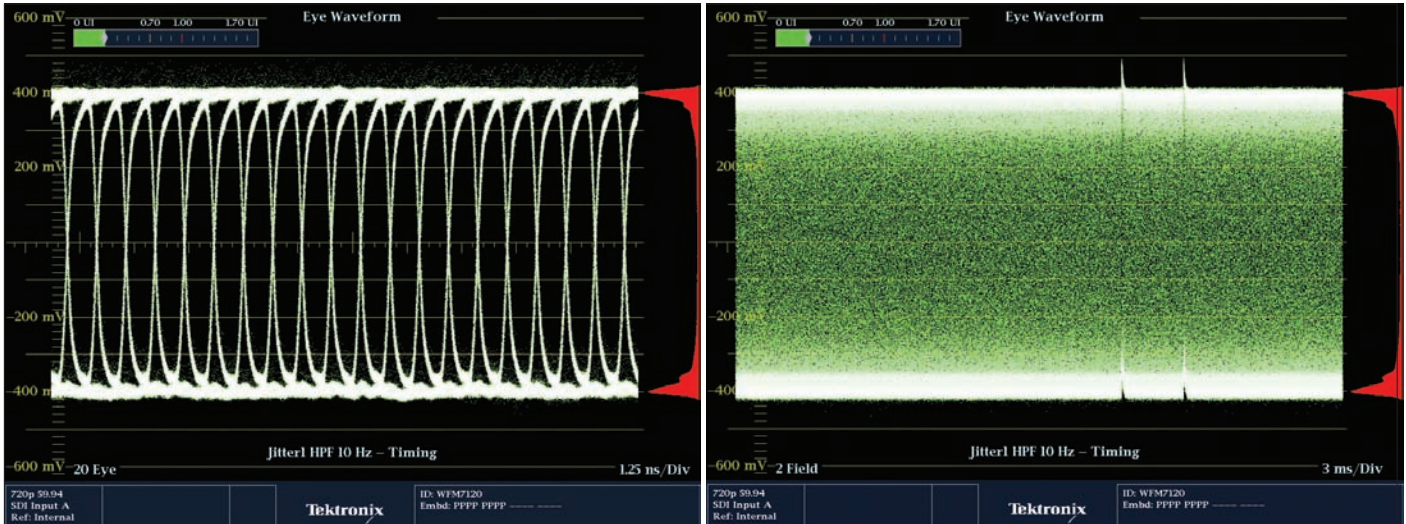 600 mV
Eye Waveform
0 UI 0.70 1.00 1.70 UI
400 mV
200 mV
-200 mV
-400 m
Jitter1 HPF 10 Hz – Timing
-600 mV 20 Eye 1.25 ns/Div
720p 59.94
SDI Input A
Ref: Internal
Tektronix
ID: WFM7120
Embd: PPPP PPPP ---- ----
600 mV
Eye Waveform
0 UI 0.70 1.00 1.70 UI
400 mV
200 mV
-200 mV
-400
Jitter1 HPF 10 Hz – Timing
-600 mV 2 Field 3 ms/Div
720p 59.94
SDI Input A
Ref: Internal
Tektronix
ID: WFM7120
Embd: PPPP PPPP ---- ----